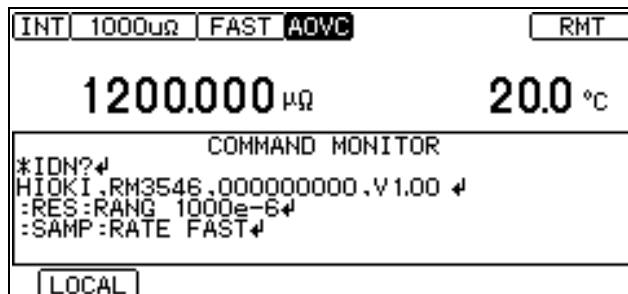 INT 1000uΩ FAST AOVC RMT
1200.000 μΩ 20.0 °C
COMMAND MONITOR
*IDN?↲
HIOKI,RM3546,000000000,V1.00 ↲
:RES:RANG 1000e-6↲
:SAMP:RATE FAST↲
LOCAL